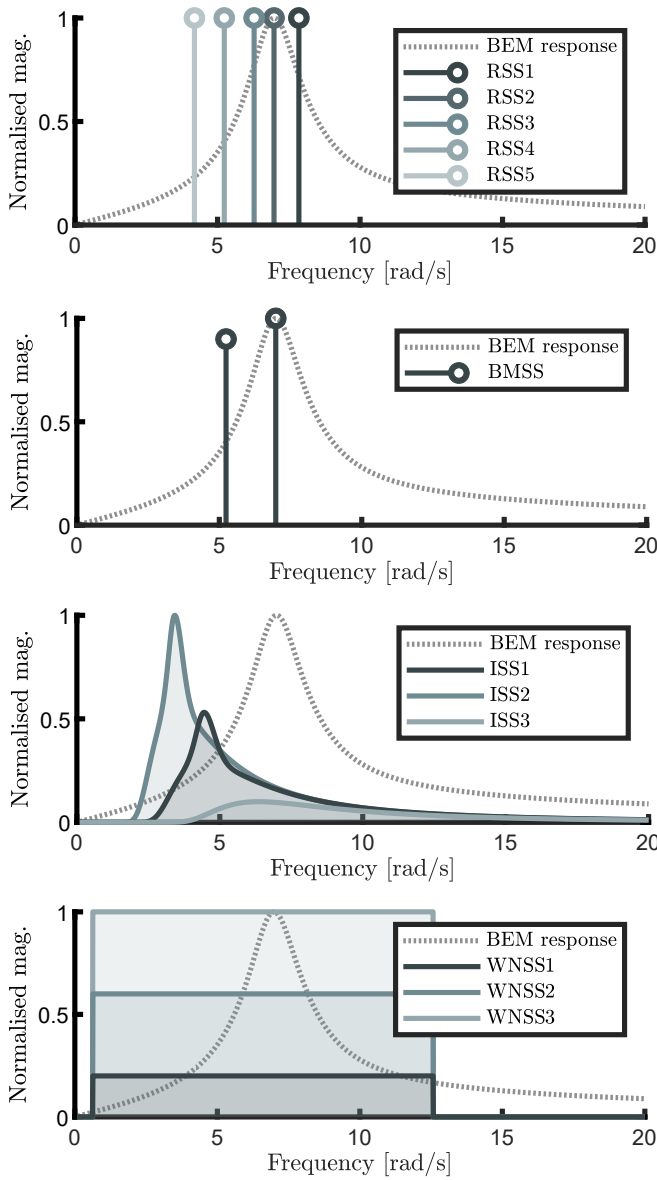 Normalised mag.
1
0.5
0
BEM response
RSS1
RSS2
RSS3
RSS4
RSS5
0 5 10 15 20
Frequency [rad/s]
Normalised mag.
1
0.5
0
BEM response
BMSS
0 5 10 15 20
Frequency [rad/s]
Normalised mag.
1
0.5
0
BEM response
ISS1
ISS2
ISS3
0 5 10 15 20
Frequency [rad/s]
Normalised mag.
1
0.5
0
BEM response
WNSS1
WNSS2
WNSS3
0 5 10 15 20
Frequency [rad/s]